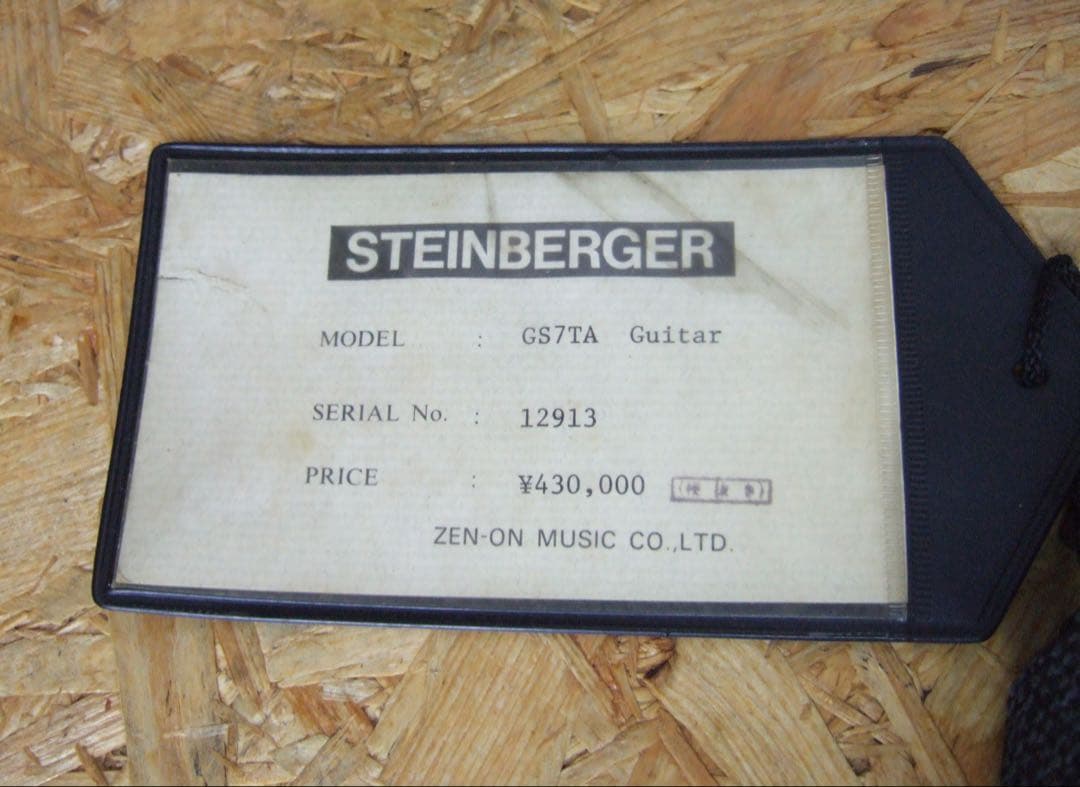 STEINBERGER
MODEL : GS7TA Guitar
SERIAL No. : 12913
PRICE : ¥430,000
ZEN-ON MUSIC CO.,LTD.